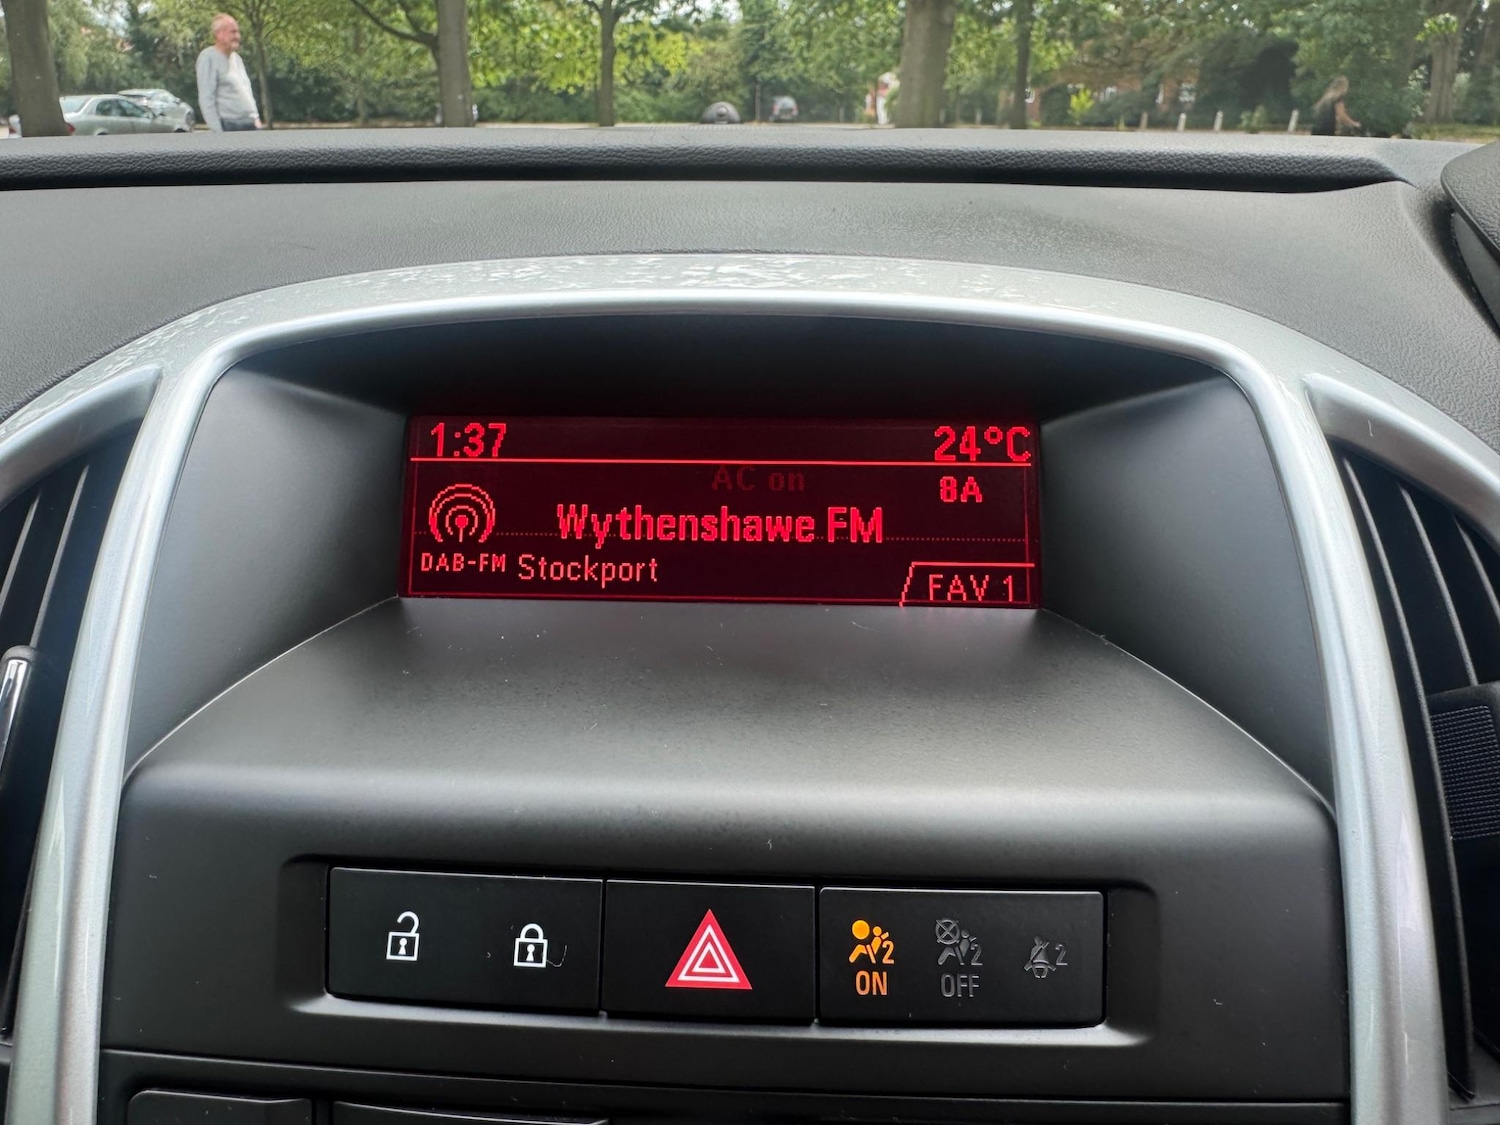 1:37 24°C
AC on
8A
Wythenshawe FM
DAB-FM Stockport
FAV 1
2 2 2
ON OFF